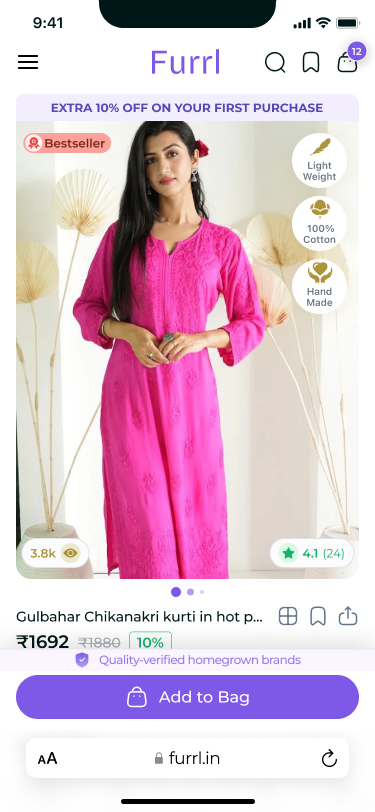 9:41
Furrl
12
EXTRA 10% OFF ON YOUR FIRST PURCHASE
Bestseller
Light
Weight
100%
Cotton
Hand
Made
3.8k
4.1 (24)
Gulbahar Chikanakri kurti in hot p...
₹1692 ₹1880 10%
Quality-verified homegrown brands
Add to Bag
AA furrl.in